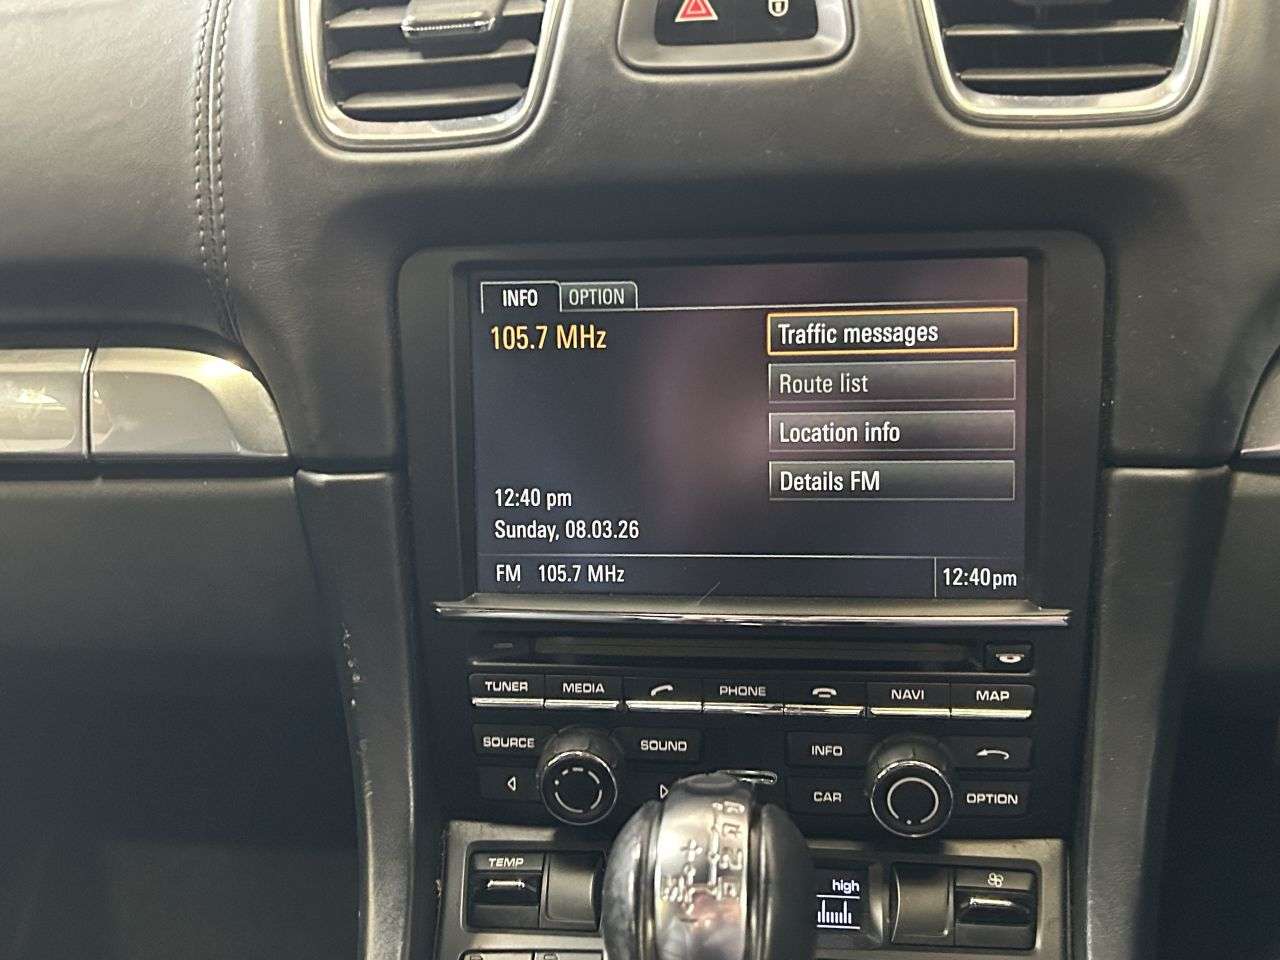 INFO OPTION
105.7 MHz
Traffic messages
Route list
Location info
Details FM
12:40 pm
Sunday, 08.03.26
FM 105.7 MHz
12:40pm
TUNER MEDIA PHONE NAVI MAP
SOURCE SOUND INFO
CAR OPTION
TEMP
high
P
R
N
D
M
+
-